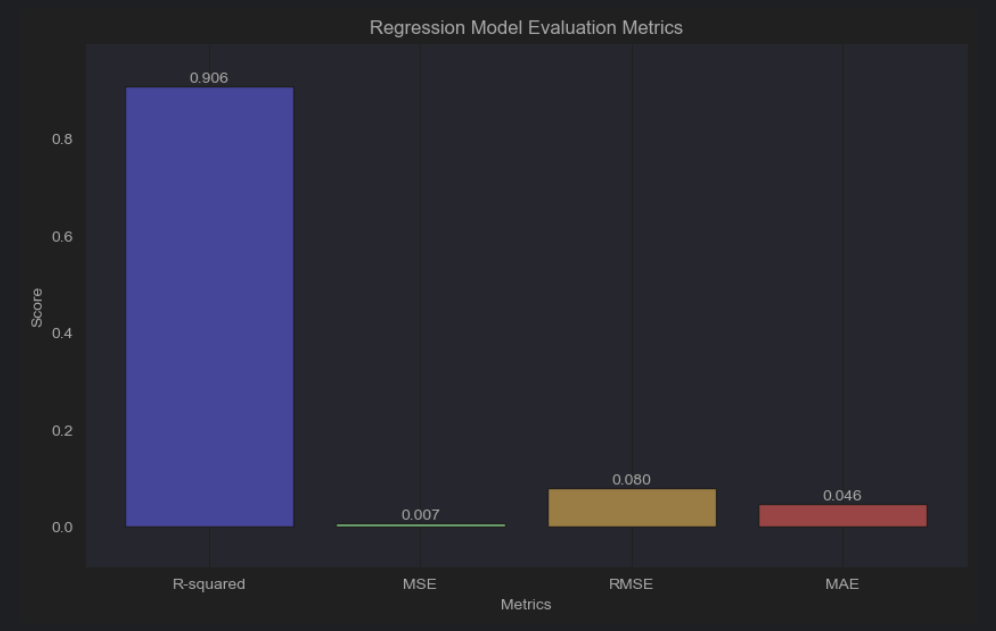 Regression Model Evaluation Metrics
0.906
0.8
0.6
Score
0.4
0.2
0.080
0.046
0.007
0.0
R-squared MSE RMSE MAE
Metrics